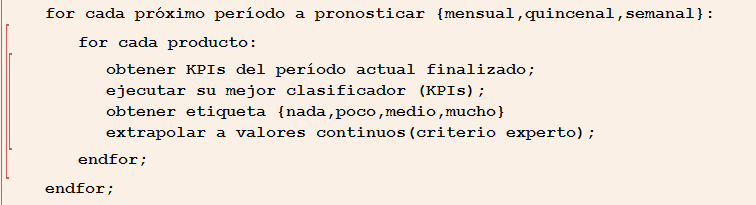 for cada próximo período a pronosticar {mensual,quincenal,semanal}:
for cada producto:
obtener KPIs del período actual finalizado;
ejecutar su mejor clasificador (KPIs);
obtener etiqueta {nada,poco,medio,mucho}
extrapolar a valores continuos(criterio experto);
endfor;
endfor;